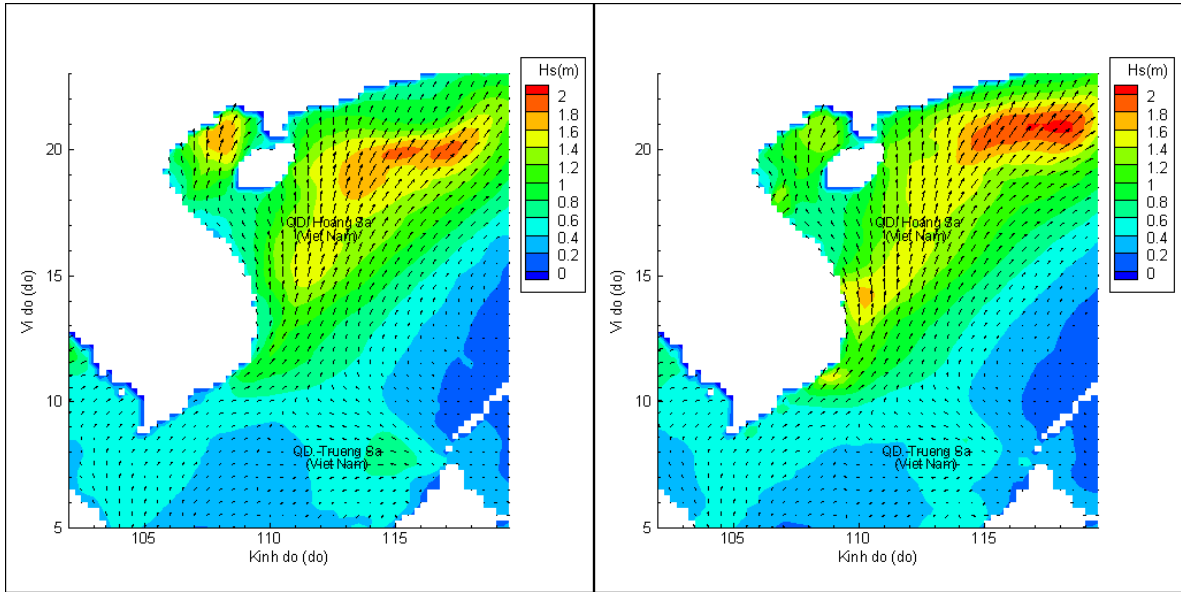 Hs(m)
2
1.8
1.6
1.4
1.2
1
0.8
0.6
0.4
0.2
0
20
15
10
5
Vi do (do)
QD. Hoang Sa
(Viet Nam)
QD. Truong Sa
(Viet Nam)
105
110
115
Kinh do (do)
Hs(m)
2
1.8
1.6
1.4
1.2
1
0.8
0.6
0.4
0.2
0
20
15
10
5
Vi do (do)
QD. Hoang Sa
(Viet Nam)
QD. Truong Sa
(Viet Nam)
105
110
115
Kinh do (do)